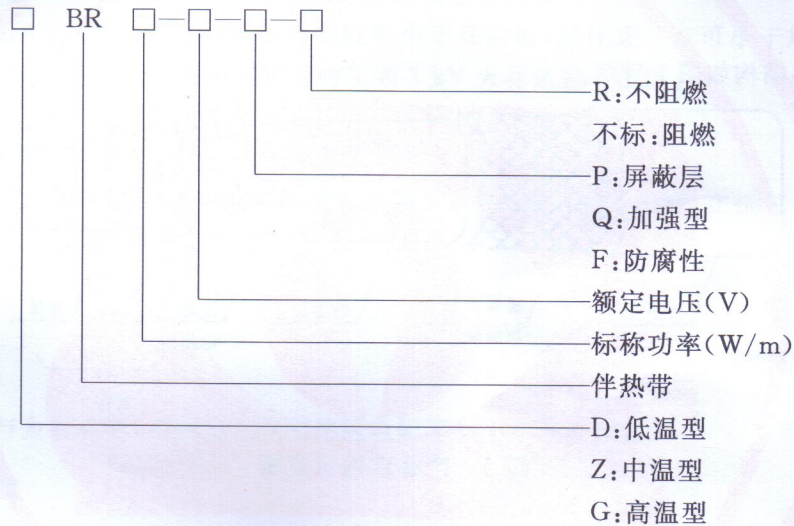 □ BR □—□—□—□
R:不阻燃
不标:阻燃
P:屏蔽层
Q:加强型
F:防腐性
额定电压(V)
标称功率(W/m)
伴热带
D:低温型
Z:中温型
G:高温型